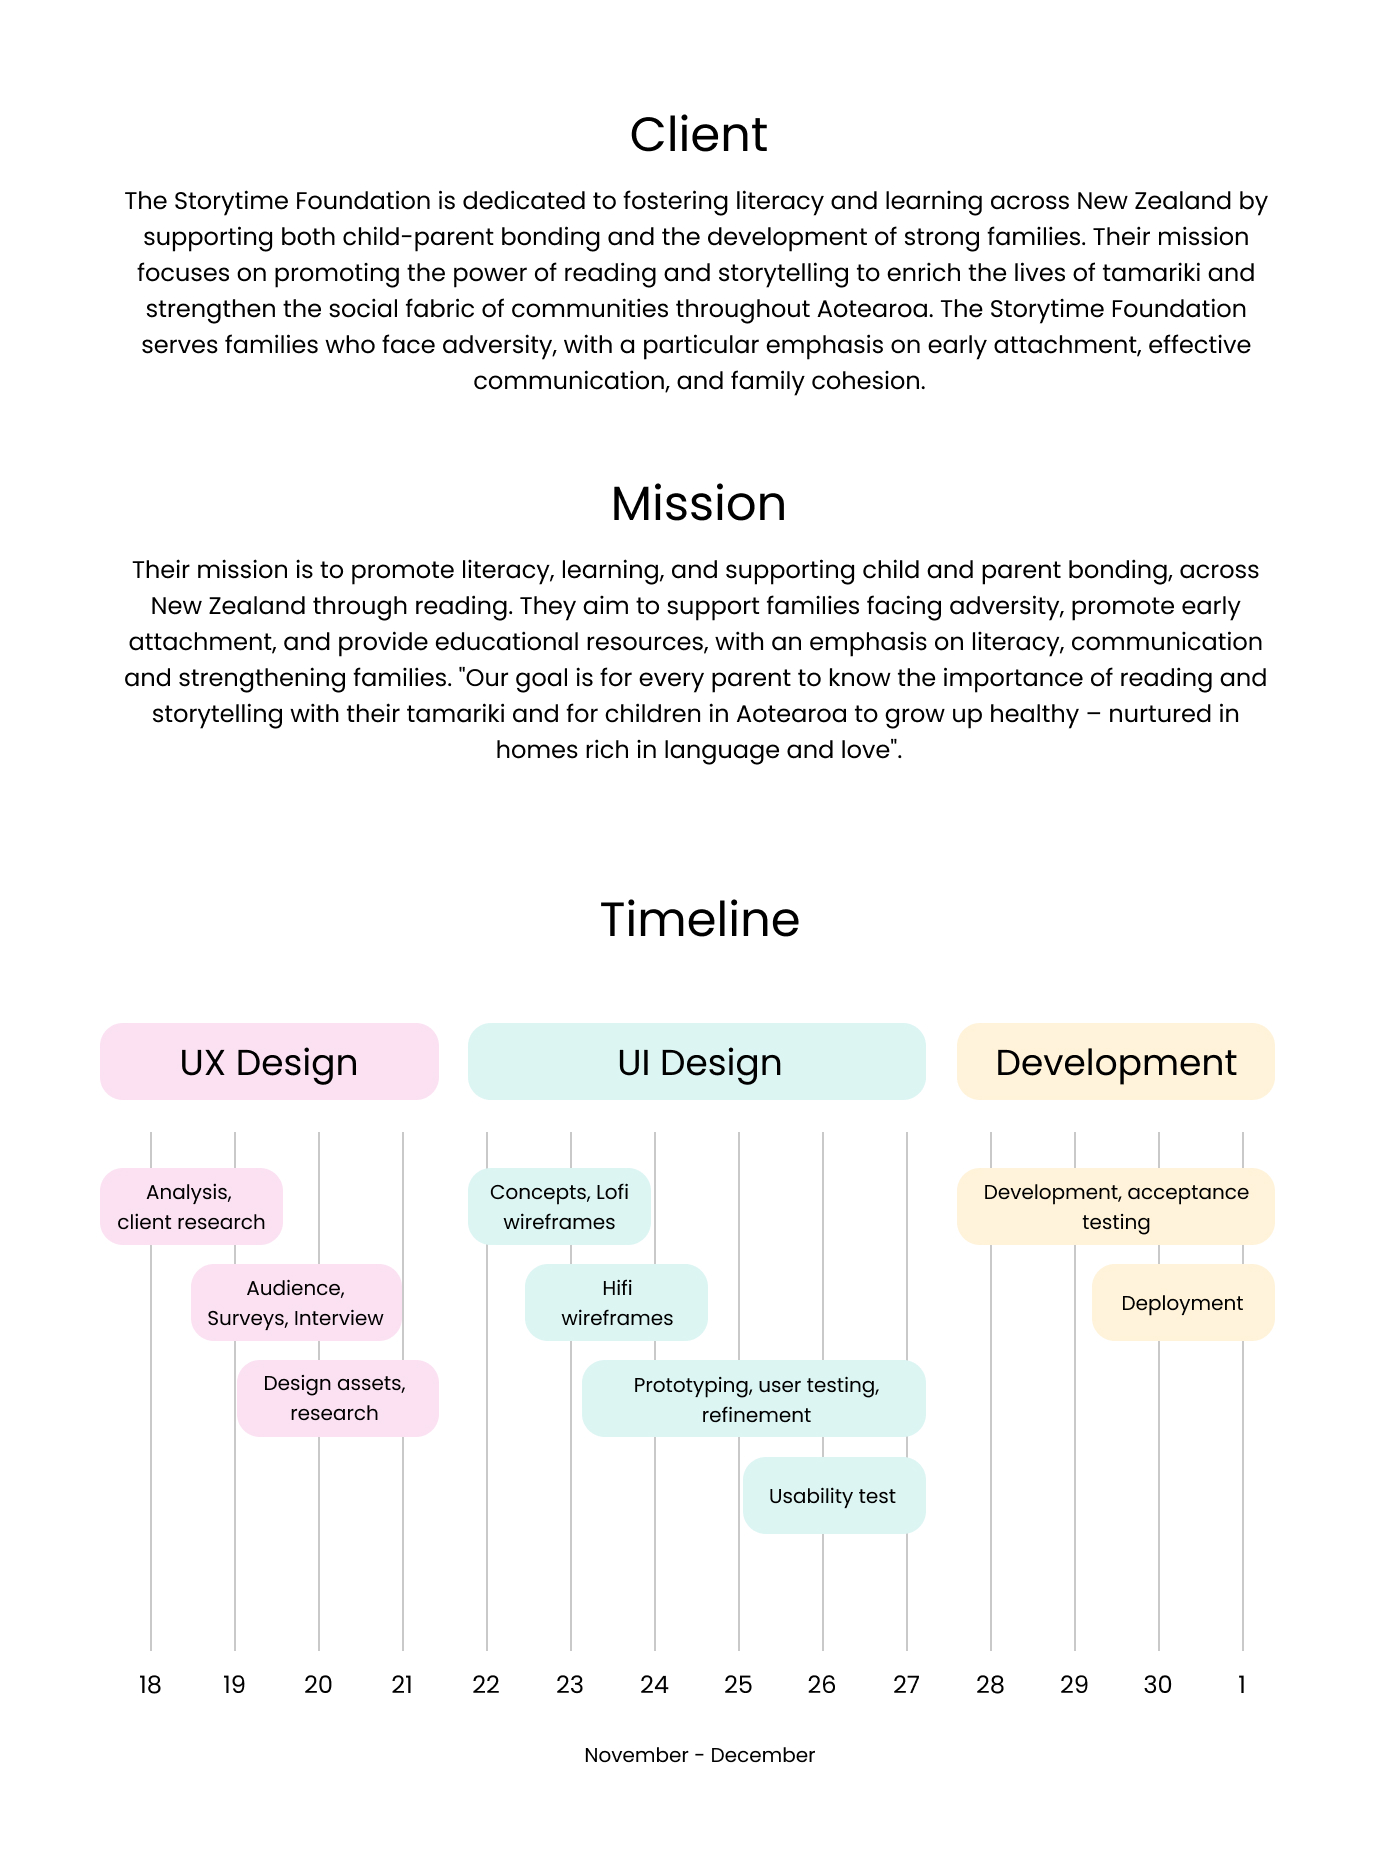 Client
The Storytime Foundation is dedicated to fostering literacy and learning across New Zealand by
supporting both child-parent bonding and the development of strong families. Their mission
focuses on promoting the power of reading and storytelling to enrich the lives of tamariki and
strengthen the social fabric of communities throughout Aotearoa. The Storytime Foundation
serves families who face adversity, with a particular emphasis on early attachment, effective
communication, and family cohesion.
Mission
Their mission is to promote literacy, learning, and supporting child and parent bonding, across
New Zealand through reading. They aim to support families facing adversity, promote early
attachment, and provide educational resources, with an emphasis on literacy, communication
and strengthening families. "Our goal is for every parent to know the importance of reading and
storytelling with their tamariki and for children in Aotearoa to grow up healthy – nurtured in
homes rich in language and love".
Timeline
UX Design
UI Design
Development
Analysis,
client research
Concepts, Lofi
wireframes
Development, acceptance
testing
Audience,
Surveys, Interview
Hifi
wireframes
Deployment
Design assets,
research
Prototyping, user testing,
refinement
Usability test
18 19 20 21 22 23 24 25 26 27 28 29 30 1
November - December